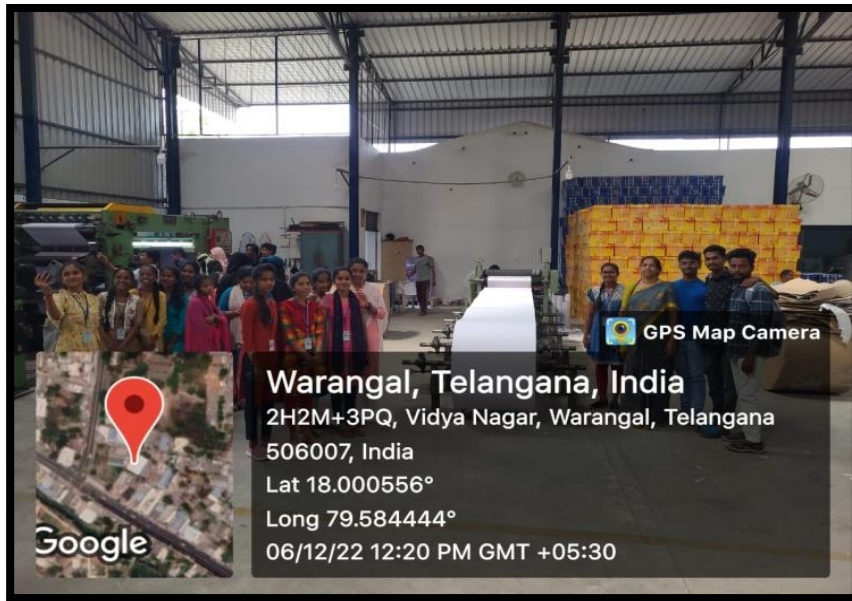 GPS Map Camera
Warangal, Telangana, India
2H2M+3PQ, Vidya Nagar, Warangal, Telangana
506007, India
Lat 18.000556°
Long 79.584444°
06/12/22 12:20 PM GMT +05:30
Google